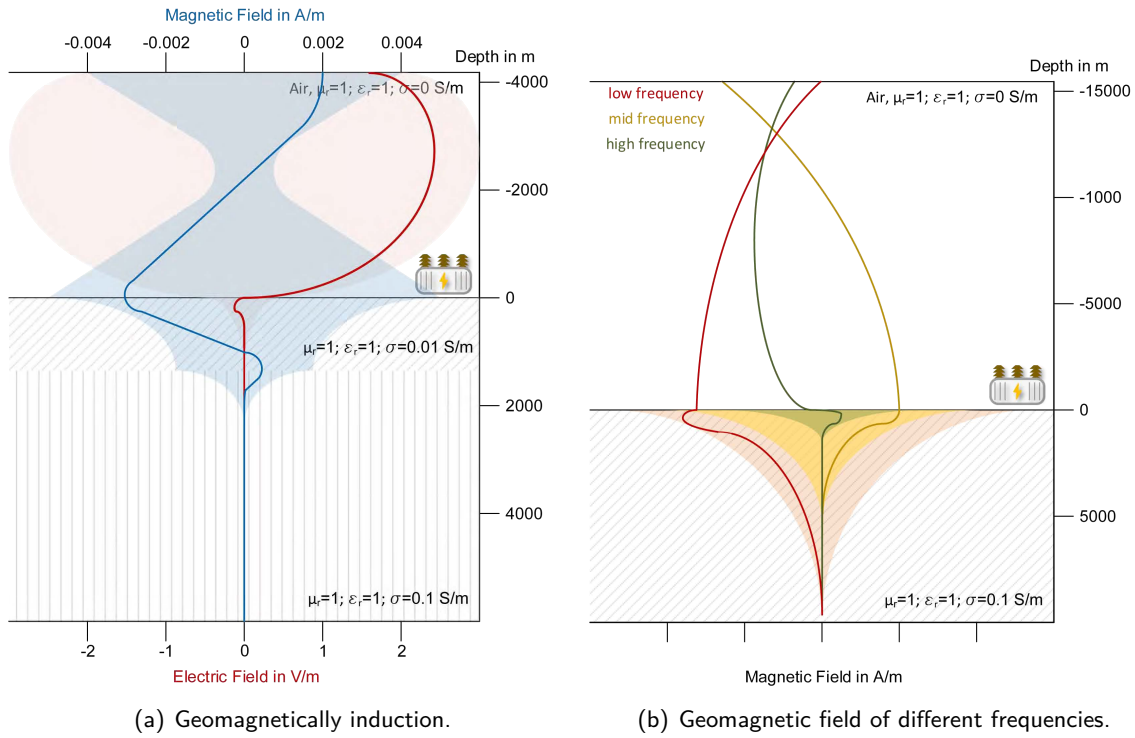 Magnetic Field in A/m
-0.004 -0.002 0 0.002 0.004
Depth in m
Air, μr=1; εr=1; σ=0 S/m
-4000
-2000
0
μr=1; εr=1; σ=0.01 S/m
2000
4000
μr=1; εr=1; σ=0.1 S/m
-2 -1 0 1 2
Electric Field in V/m
(a) Geomagnetically induction.
Depth in m
low frequency
mid frequency
high frequency
Air, μr=1; εr=1; σ=0 S/m
-15000
-1000
-5000
0
5000
μr=1; εr=1; σ=0.1 S/m
Magnetic Field in A/m
(b) Geomagnetic field of different frequencies.